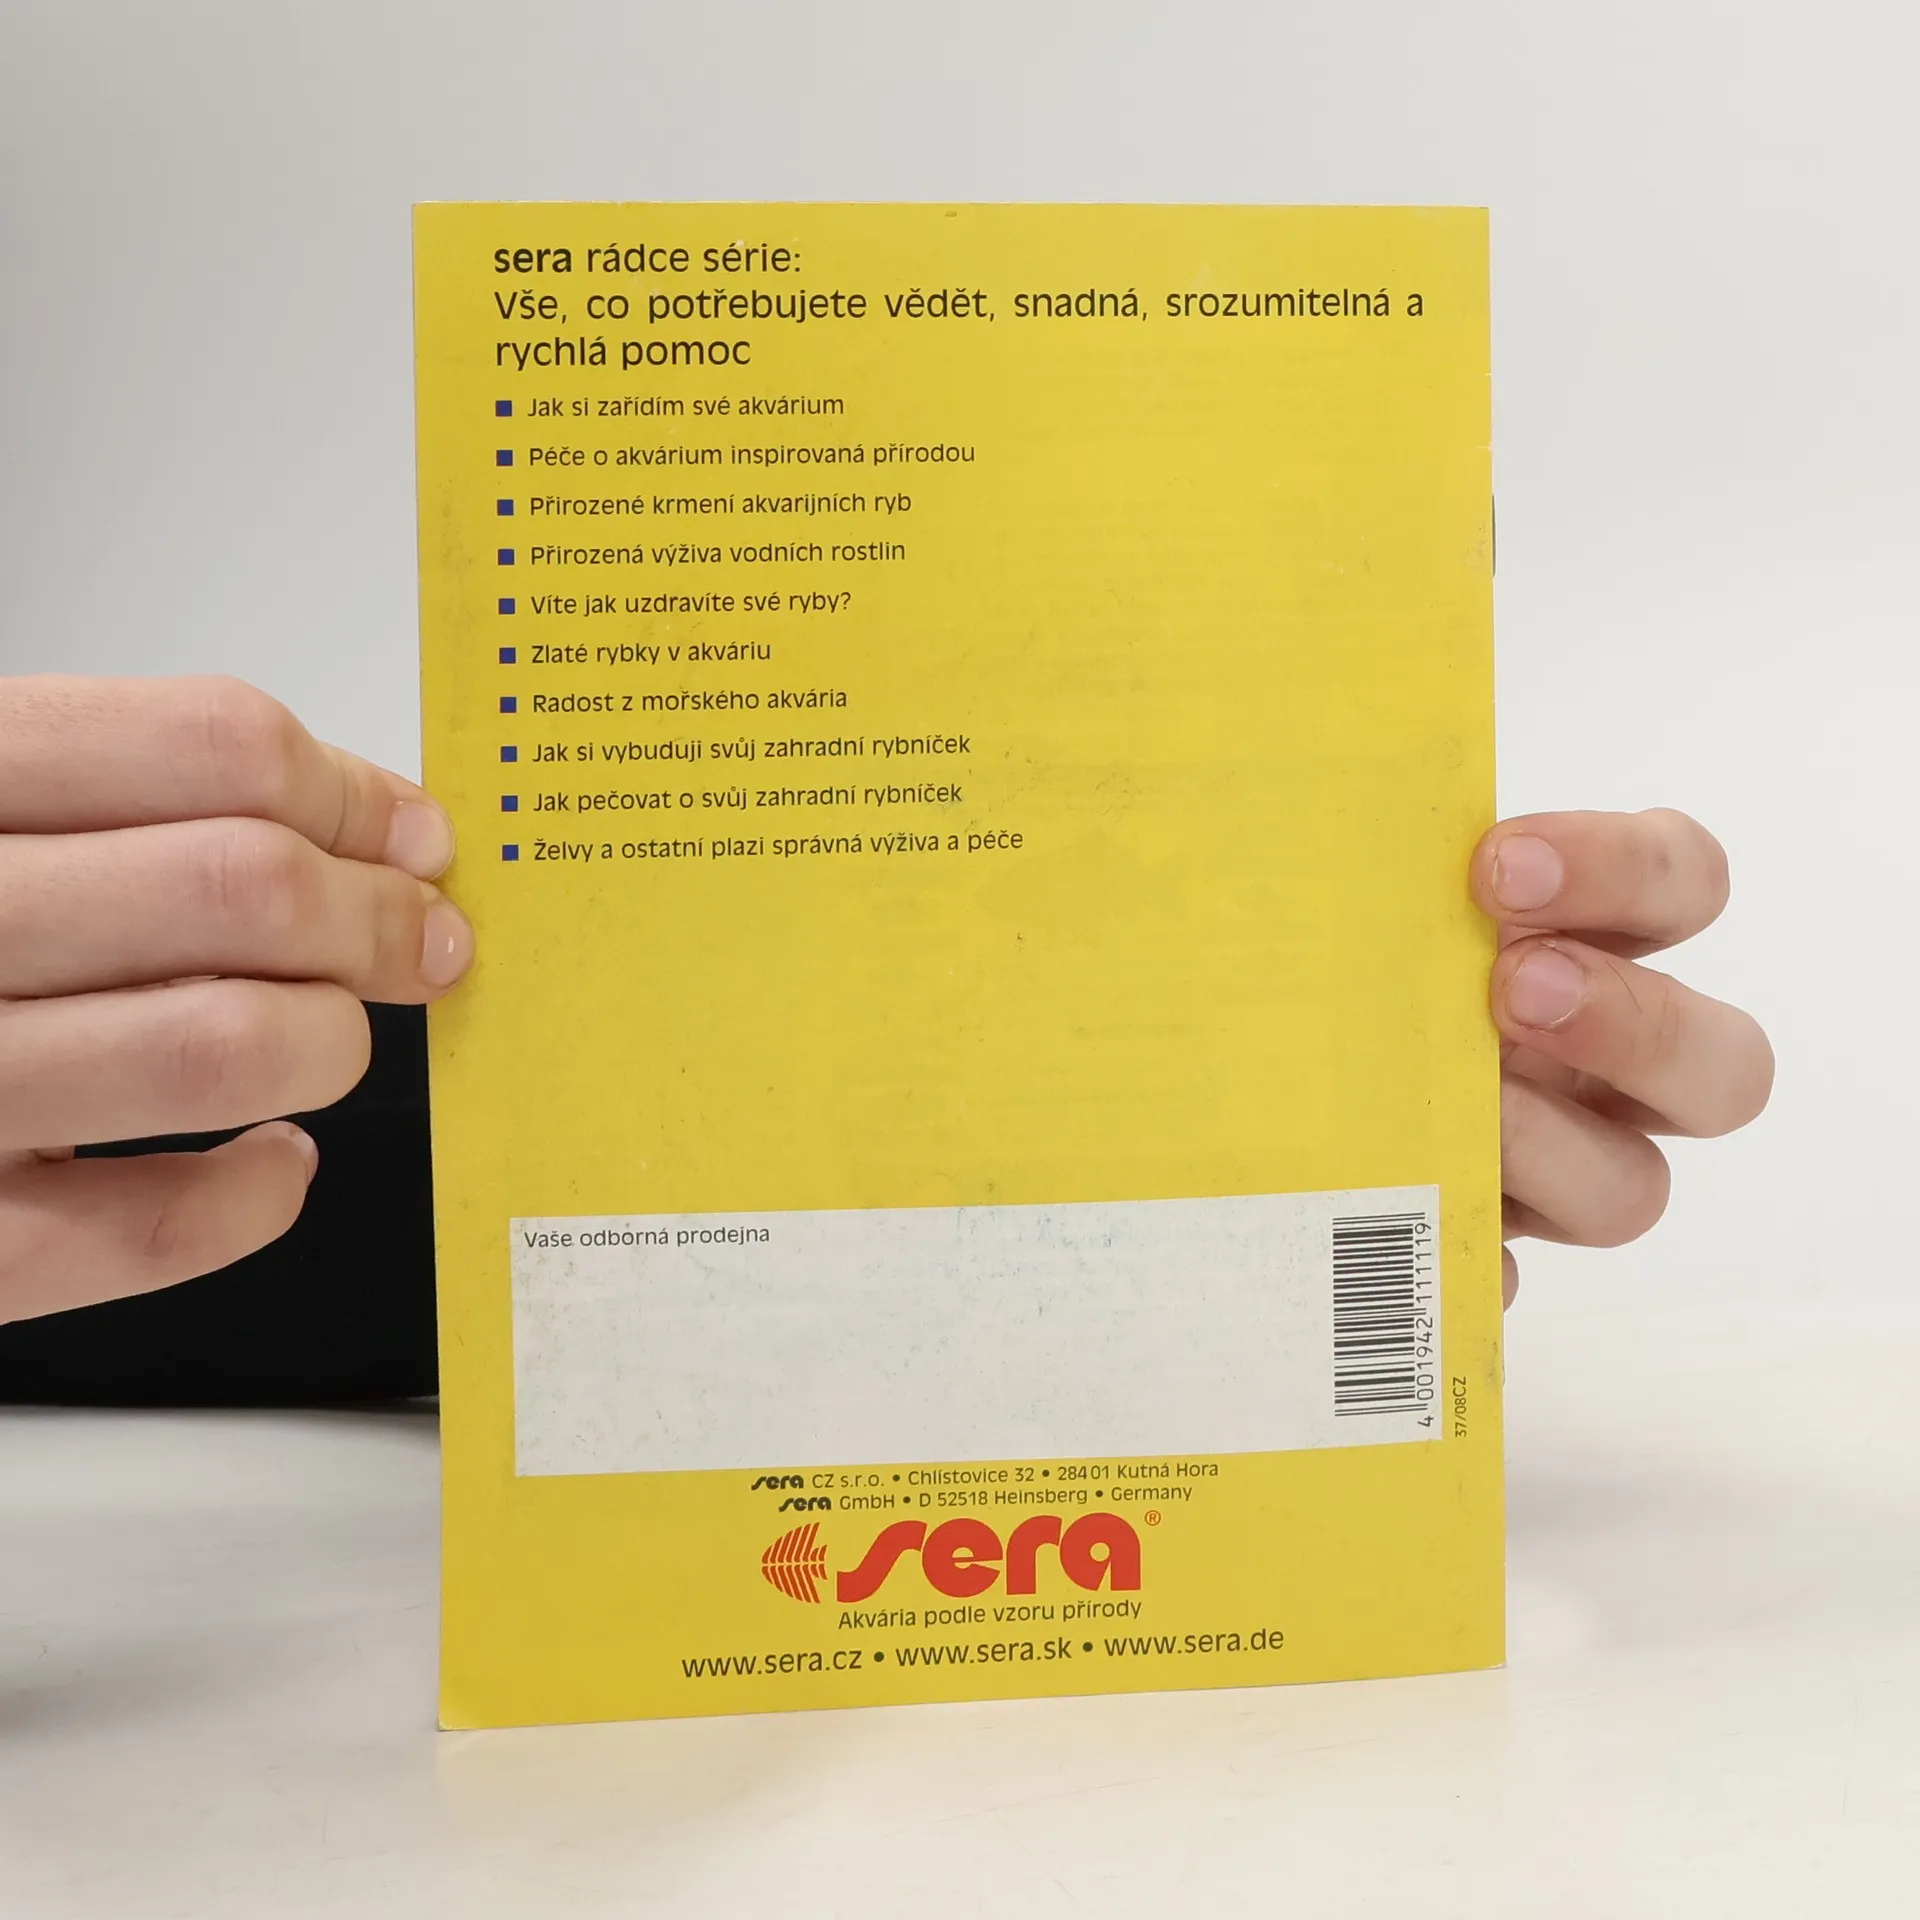 sera rádce série:
Vše, co potřebujete vědět, snadná, srozumitelná a
rychlá pomoc
Jak si zařídím své akvárium
Péče o akvárium inspirovaná přírodou
Přirozené krmení akvarijních ryb
Přirozená výživa vodních rostlin
Víte jak uzdravíte své ryby?
Zlaté rybky v akváriu
Radost z mořského akvária
Jak si vybuduji svůj zahradní rybníček
Jak pečovat o svůj zahradní rybníček
Želvy a ostatní plazi správná výživa a péče
Vaše odborná prodejna
4 001942 111119
37/08CZ
sera CZ s.r.o. • Chlístovice 32 • 284 01 Kutná Hora
sera GmbH • D 52518 Heinsberg • Germany
sera®
Akvária podle vzoru přírody
www.sera.cz • www.sera.sk • www.sera.de